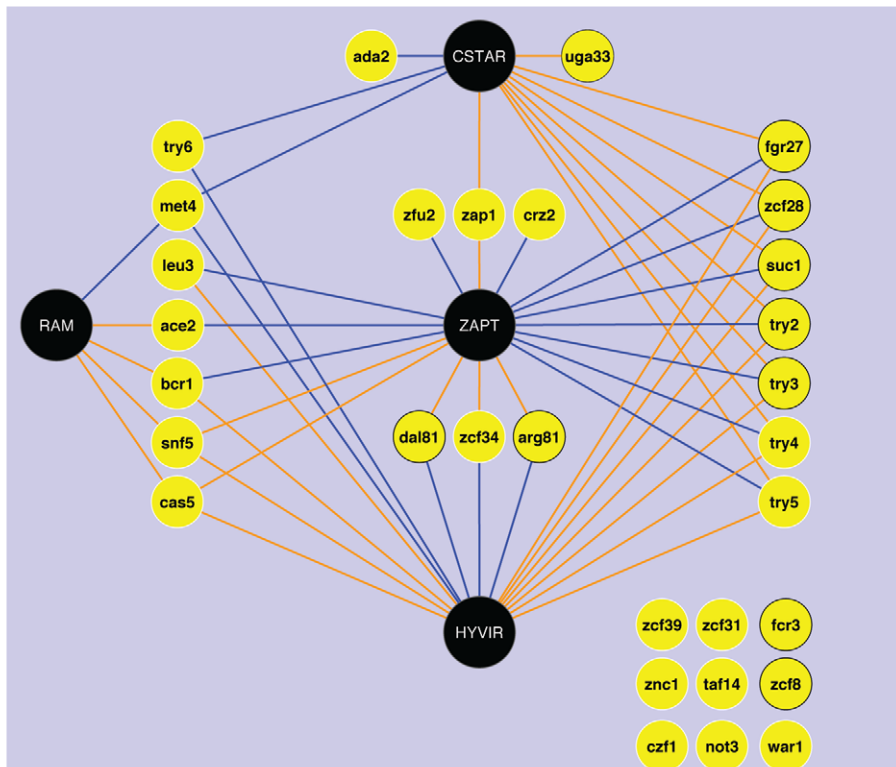 ada2 CSTAR uga33
try6 fgr27
met4 zfu2 zap1 crz2 zcf28
leu3 suc1
RAM ace2 ZAPT try2
bcr1 try3
snf5 dal81 zcf34 arg81 try4
cas5 try5
HYVIR zcf39 zcf31 fcr3
znc1 taf14 zcf8
czf1 not3 war1